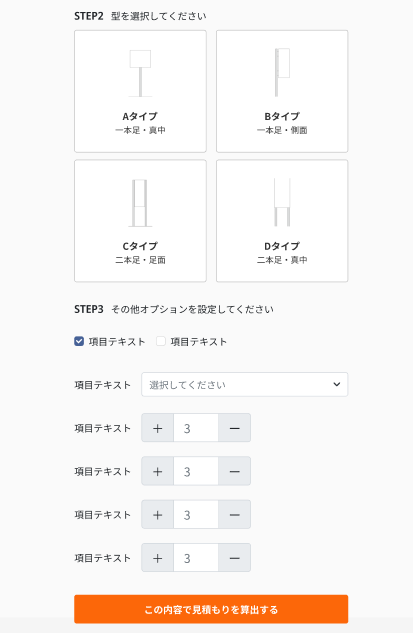 STEP2 型を選択してください
Aタイプ
一本足・真中
Bタイプ
一本足・側面
Cタイプ
二本足・足面
Dタイプ
二本足・真中
STEP3 その他オプションを設定してください
項目テキスト 項目テキスト
項目テキスト 選択してください
項目テキスト + 3 −
項目テキスト + 3 −
項目テキスト + 3 −
項目テキスト + 3 −
この内容で見積もりを算出する